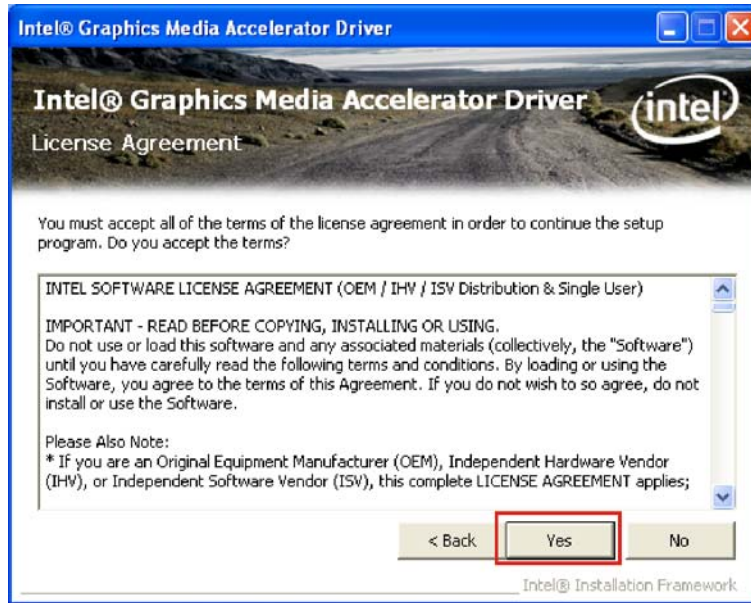 Intel® Graphics Media Accelerator Driver
Intel® Graphics Media Accelerator Driver
intel
License Agreement
You must accept all of the terms of the license agreement in order to continue the setup
program. Do you accept the terms?
INTEL SOFTWARE LICENSE AGREEMENT (OEM / IHV / ISV Distribution & Single User)
IMPORTANT - READ BEFORE COPYING, INSTALLING OR USING.
Do not use or load this software and any associated materials (collectively, the "Software")
until you have carefully read the following terms and conditions. By loading or using the
Software, you agree to the terms of this Agreement. If you do not wish to so agree, do not
install or use the Software.
Please Also Note:
* If you are an Original Equipment Manufacturer (OEM), Independent Hardware Vendor
(IHV), or Independent Software Vendor (ISV), this complete LICENSE AGREEMENT applies;
< Back
Yes
No
Intel® Installation Framework